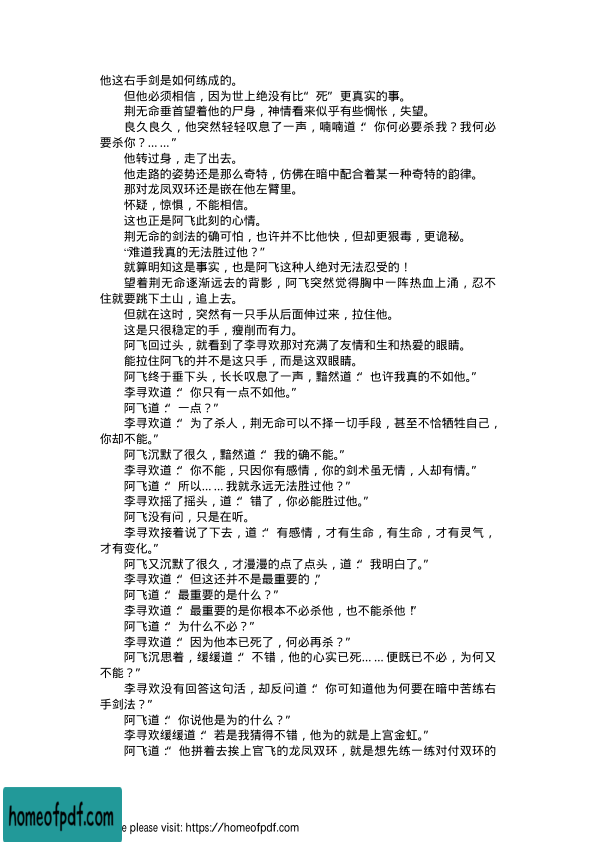 他这右手剑是如何练成的。
但他必须相信，因为世上绝没有比“死”更真实的事。
荆无命垂首望着他的尸身，神情看来似乎有些惆怅，失望。
良久良久，他突然轻轻叹息了一声，喃喃道：“你何必要杀我？我何必
要杀你？……”
他转过身，走了出去。
他走路的姿势还是那么奇特，仿佛在暗中配合着某一种奇特的韵律。
那对龙凤双环还是嵌在他左臂里。
怀疑，惊惧，不能相信。
这也正是阿飞此刻的心情。
荆无命的剑法的确可怕，也许并不比他快，但却更狠毒，更诡秘。
“难道我真的无法胜过他？”
就算明知这是事实，也是阿飞这种人绝对无法忍受的！
望着荆无命逐渐远去的背影，阿飞突然觉得胸中一阵热血上涌，忍不
住就要跳下土山，追上去。
但就在这时，突然有一只手从后面伸过来，拉住他。
这是只很稳定的手，瘦削而有力。
阿飞回过头，就看到了李寻欢那对充满了友情和生和热爱的眼睛。
能拉住阿飞的并不是这只手，而是这双眼睛。
阿飞终于垂下头，长长叹息了一声，黯然道：“也许我真的不如他。”
李寻欢道：“你只有一点不如他。”
阿飞道：“一点？”
李寻欢道：“为了杀人，荆无命可以不择一切手段，甚至不恰牺牲自己，
你却不能。”
阿飞沉默了很久，黯然道：“我的确不能。”
李寻欢道：“你不能，只因你有感情，你的剑术虽无情，人却有情。”
阿飞道：“所以……我就永远无法胜过他？”
李寻欢摇了摇头，道：“错了，你必能胜过他。”
阿飞没有问，只是在听。
李寻欢接着说了下去，道：“有感情，才有生命，有生命，才有灵气，
才有变化。”
阿飞又沉默了很久，才漫漫的点了点头，道：“我明白了。”
李寻欢道：“但这还并不是最重要的，”
阿飞道：“最重要的是什么？”
李寻欢道：“最重要的是你根本不必杀他，也不能杀他！”
阿飞道：“为什么不必？”
李寻欢道：“因为他本已死了，何必再杀？”
阿飞沉思着，缓缓道：“不错，他的心实已死……便既已不必，为何又
不能？”
李寻欢没有回答这句活，却反问道：“你可知道他为何要在暗中苦练右
手剑法？”
阿飞道：“你说他是为的什么？”
李寻欢缓缓道：“若是我猜得不错，他为的就是上宫金虹。”
阿飞道：“他拼着去挨上官飞的龙凤双环，就是想先练一练对付双环的
homeofpdf.com
e please visit: https://homeofpdf.com